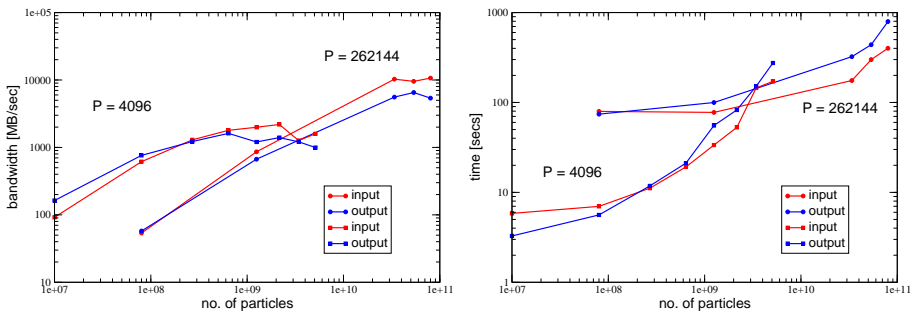 1e+05
10000
1000
100
10
bandwidth [MB/sec]
P = 262144
P = 4096
input
output
input
output
1e+07
1e+08
1e+09
1e+10
1e+11
no. of particles
1000
100
10
1
time [secs]
P = 262144
P = 4096
input
output
input
output
1e+07
1e+08
1e+09
1e+10
1e+11
no. of particles